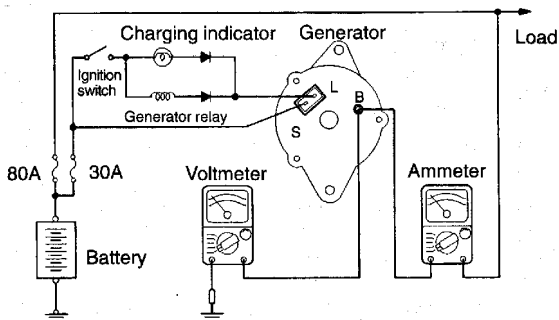 Charging indicator
Generator
Load
Ignition
switch
L
B
Generator relay
S
80A
30A
Voltmeter
Ammeter
Battery